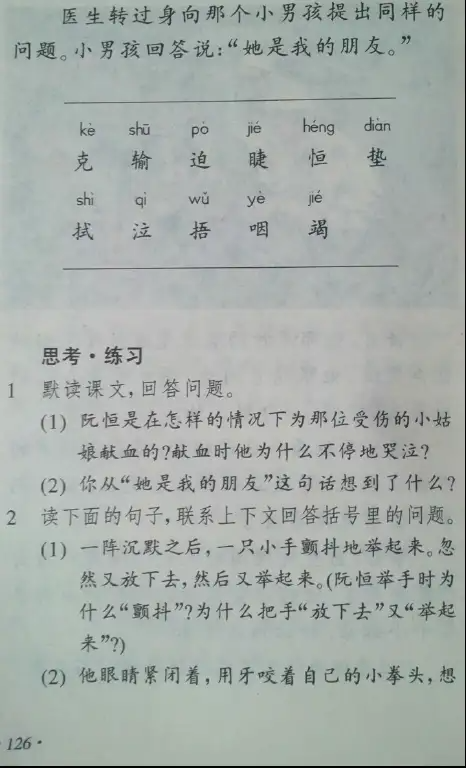 医生转过身向那个小男孩提出同样的
问题。小男孩回答说:“她是我的朋友。”
kè shū pò jié héng diàn
克 输 迫 睫 恒 垫
shì qì wǔ yè jié
拭 泣 捂 咽 竭
思考·练习
1 默读课文,回答问题。
(1) 阮恒是在怎样的情况下为那位受伤的小姑
娘献血的?献血时他为什么不停地哭泣?
(2) 你从“她是我的朋友”这句话想到了什么?
2 读下面的句子,联系上下文回答括号里的问题。
(1) 一阵沉默之后,一只小手颤抖地举起来。忽
然又放下去,然后又举起来。(阮恒举手时为
什么“颤抖”?为什么把手“放下去”又“举起
来”?)
(2) 他眼睛紧闭着,用牙咬着自己的小拳头,想
·126·